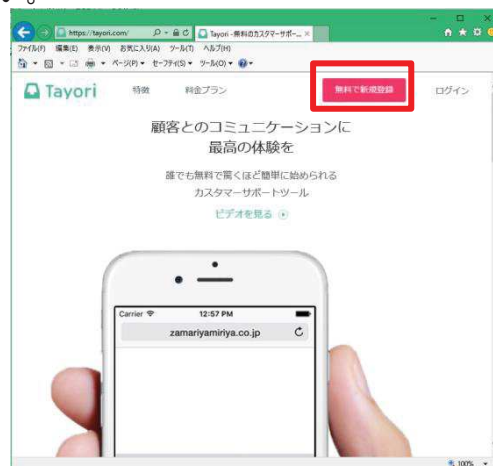 https://tayori.com/
Tayori -無料のカスタマーサポー...
ファイル(F) 編集(E) 表示(V) お気に入り(A) ツール(T) ヘルプ(H)
ページ(P) セーフティ(S) ツール(O)
Tayori 特徴 料金プラン 無料で新規登録 ログイン
顧客とのコミュニケーションに
最高の体験を
誰でも無料で驚くほど簡単に始められる
カスタマーサポートツール
ビデオを見る
Carrier 12:57 PM
zamariyamiriya.co.jp
100%